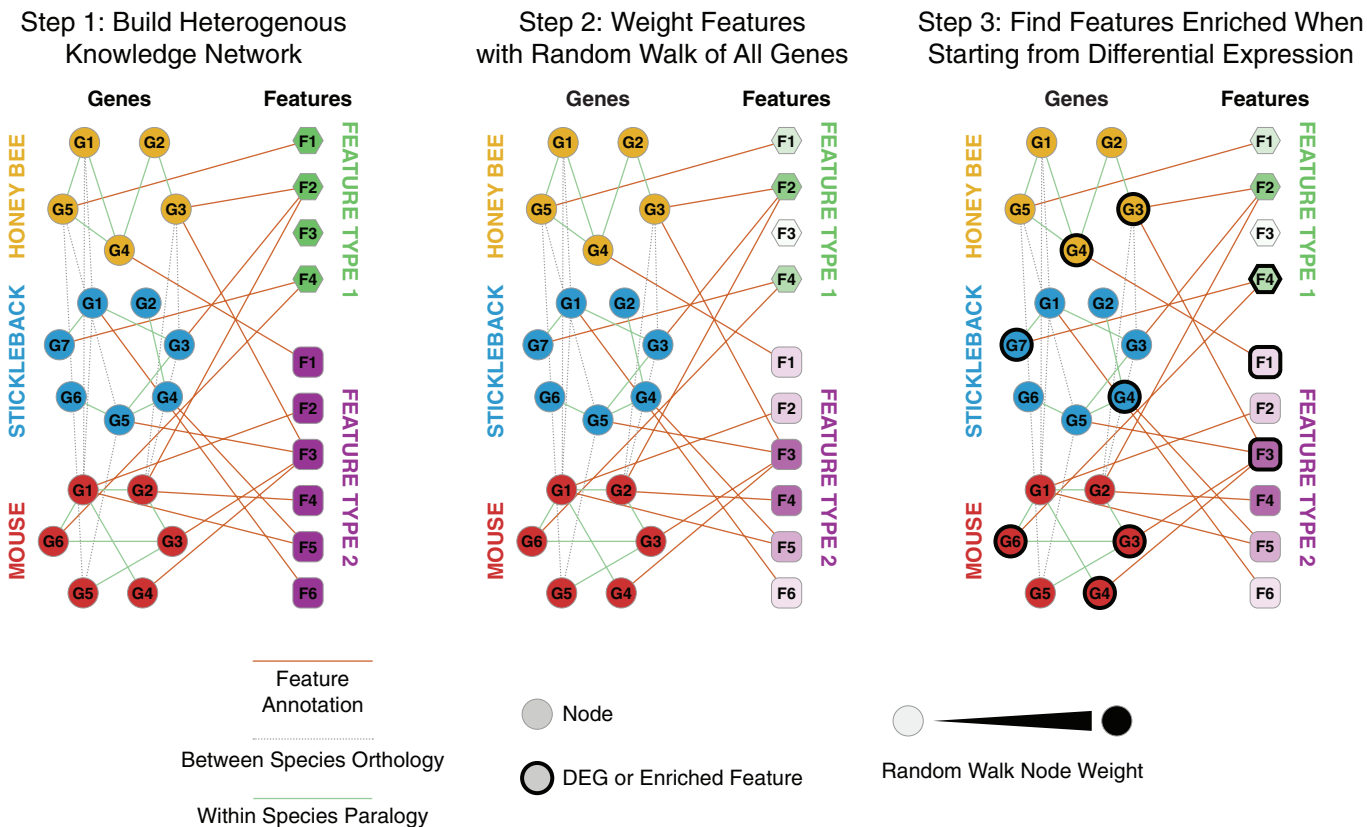 Step 1: Build Heterogenous
Knowledge Network
Genes
Features
HONEY BEE
STICKLEBACK
MOUSE
G1
G2
G5
G3
G4
G1
G2
G7
G3
G6
G4
G5
G1
G2
G6
G3
G5
G4
F1
F2
F3
F4
FEATURE TYPE 1
F1
F2
F3
F4
F5
F6
FEATURE TYPE 2
Step 2: Weight Features
with Random Walk of All Genes
Genes
Features
HONEY BEE
STICKLEBACK
MOUSE
G1
G2
G5
G3
G4
G1
G2
G7
G3
G6
G4
G5
G1
G2
G6
G3
G5
G4
F1
F2
F3
F4
FEATURE TYPE 1
F1
F2
F3
F4
F5
F6
FEATURE TYPE 2
Step 3: Find Features Enriched When
Starting from Differential Expression
Genes
Features
HONEY BEE
STICKLEBACK
MOUSE
G1
G2
G5
G3
G4
G1
G2
G7
G3
G6
G4
G5
G1
G2
G6
G3
G5
G4
F1
F2
F3
F4
FEATURE TYPE 1
F1
F2
F3
F4
F5
F6
FEATURE TYPE 2
Feature
Annotation
Between Species Orthology
Within Species Paralogy
Node
DEG or Enriched Feature
Random Walk Node Weight